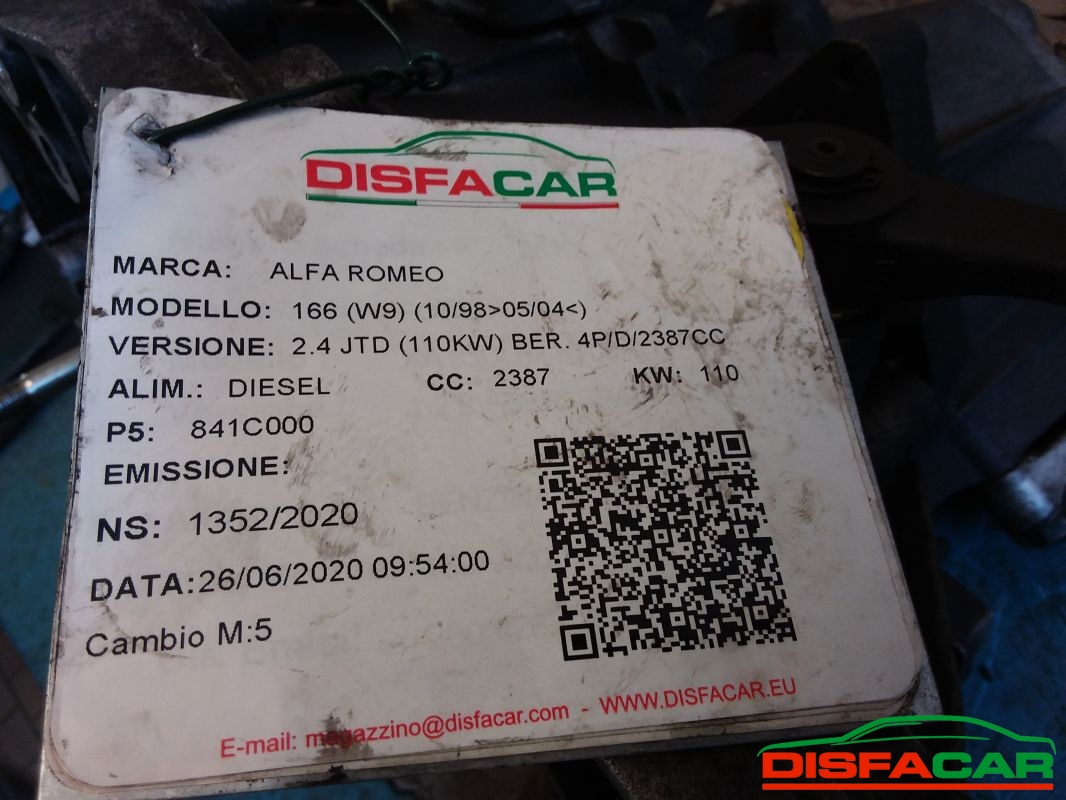 DISFACAR
MARCA: ALFA ROMEO
MODELLO: 166 (W9) (10/98>05/04<)
VERSIONE: 2.4 JTD (110KW) BER. 4P/D/2387CC
ALIM.: DIESEL CC: 2387 KW: 110
P5: 841C000
EMISSIONE:
NS: 1352/2020
DATA:26/06/2020 09:54:00
Cambio M:5
E-mail: magazzino@disfacar.com - WWW.DISFACAR.EU
DISFACAR